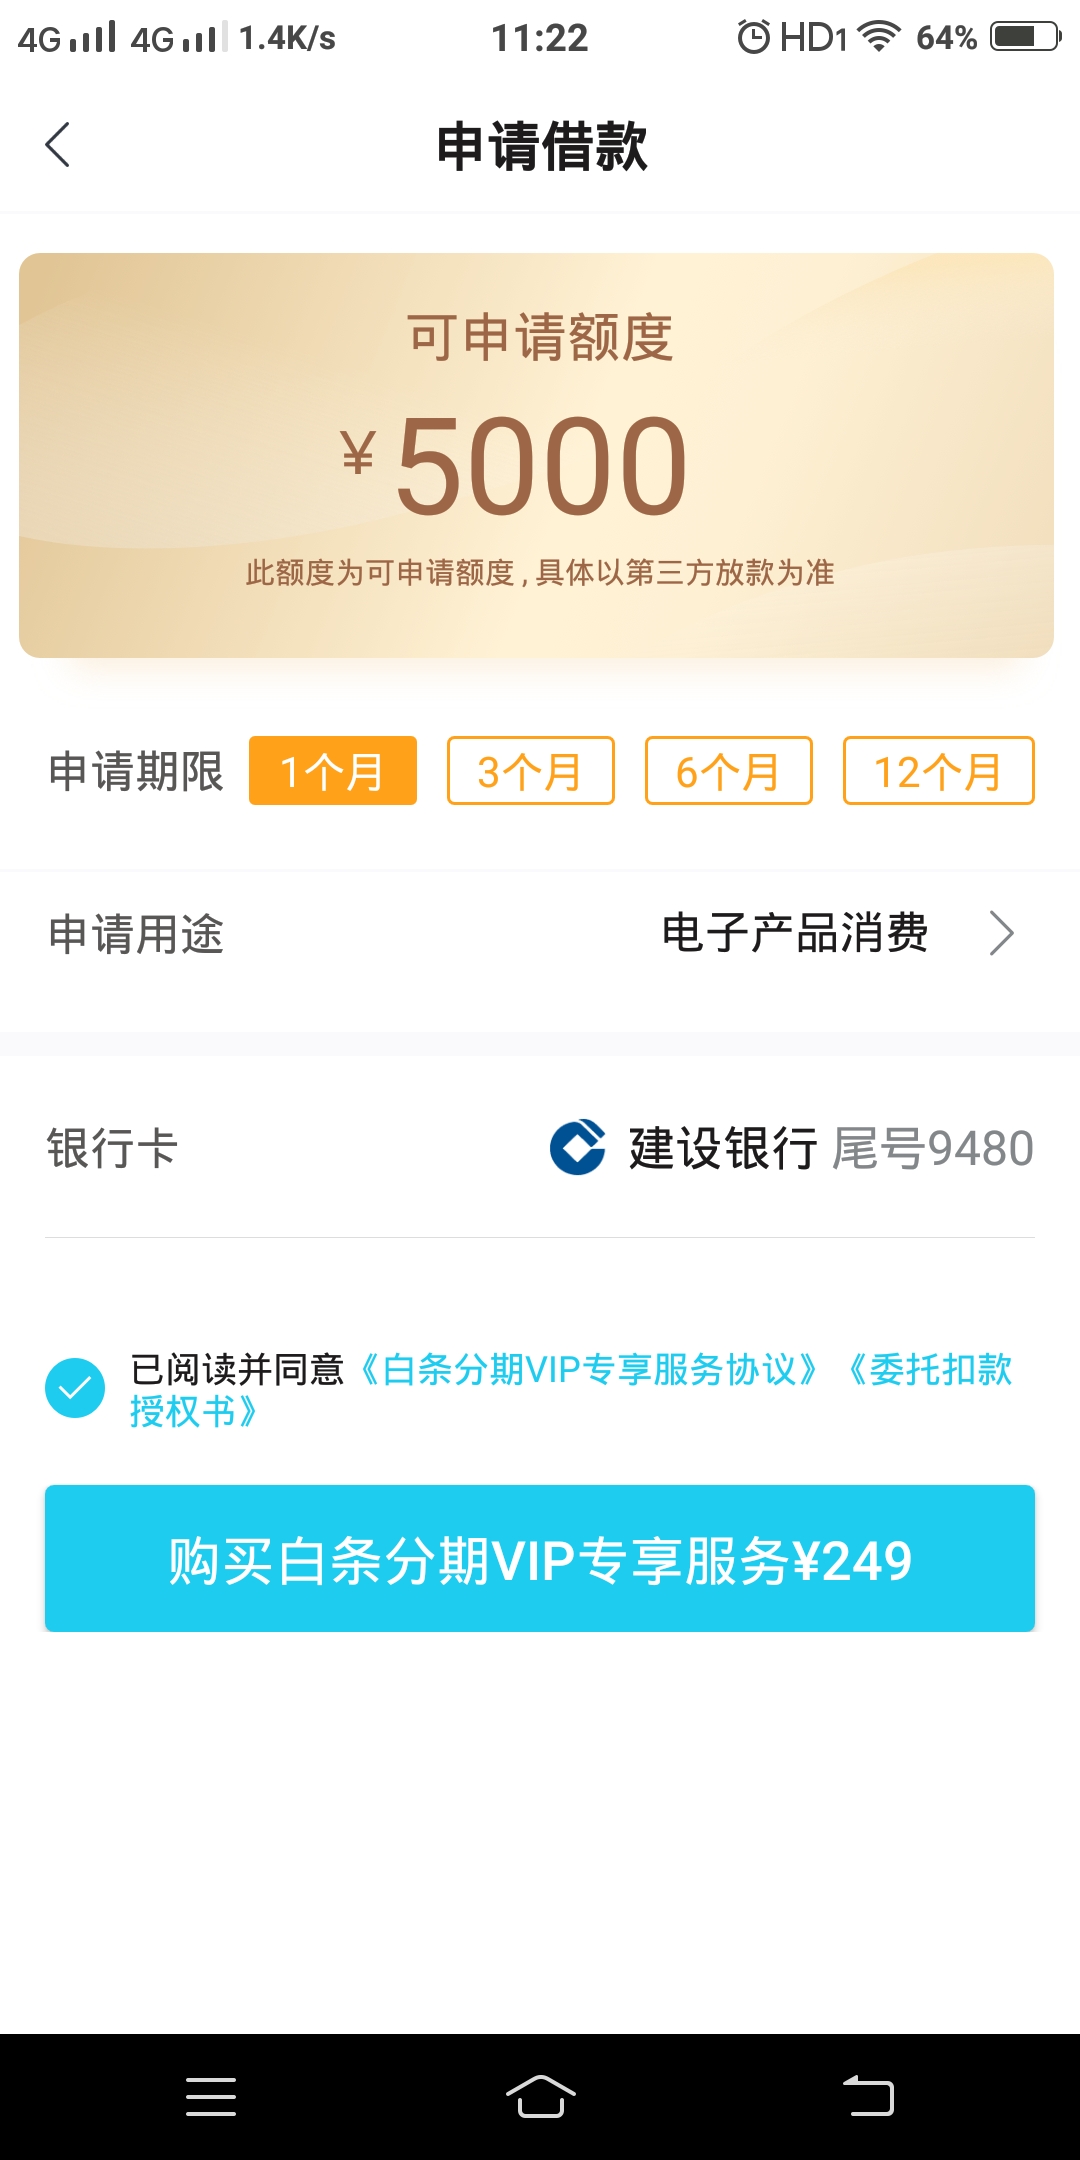 4G 4G 1.4K/s 11:22 HD1 64%
申请借款
可申请额度
¥5000
此额度为可申请额度,具体以第三方放款为准
申请期限 1个月 3个月 6个月 12个月
申请用途 电子产品消费
银行卡 建设银行 尾号9480
已阅读并同意《白条分期VIP专享服务协议》《委托扣款
授权书》
购买白条分期VIP专享服务¥249